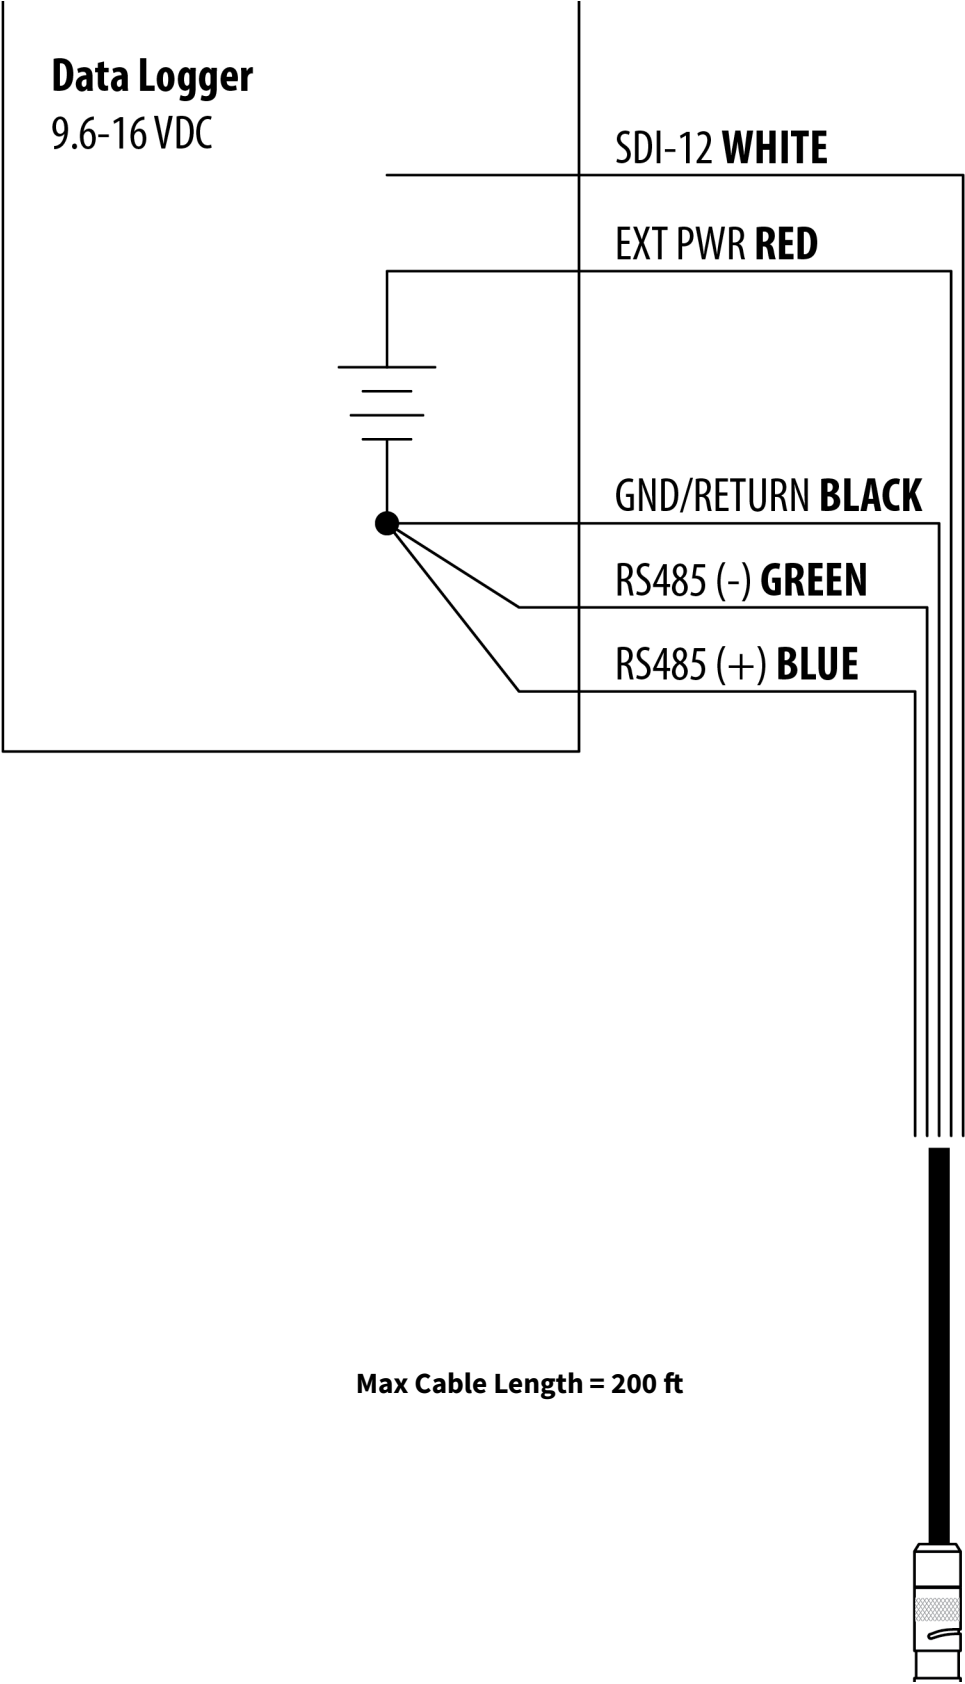 Data Logger
9.6-16 VDC
SDI-12 WHITE
EXT PWR RED
GND/RETURN BLACK
RS485 (-) GREEN
RS485 (+) BLUE
Max Cable Length = 200 ft